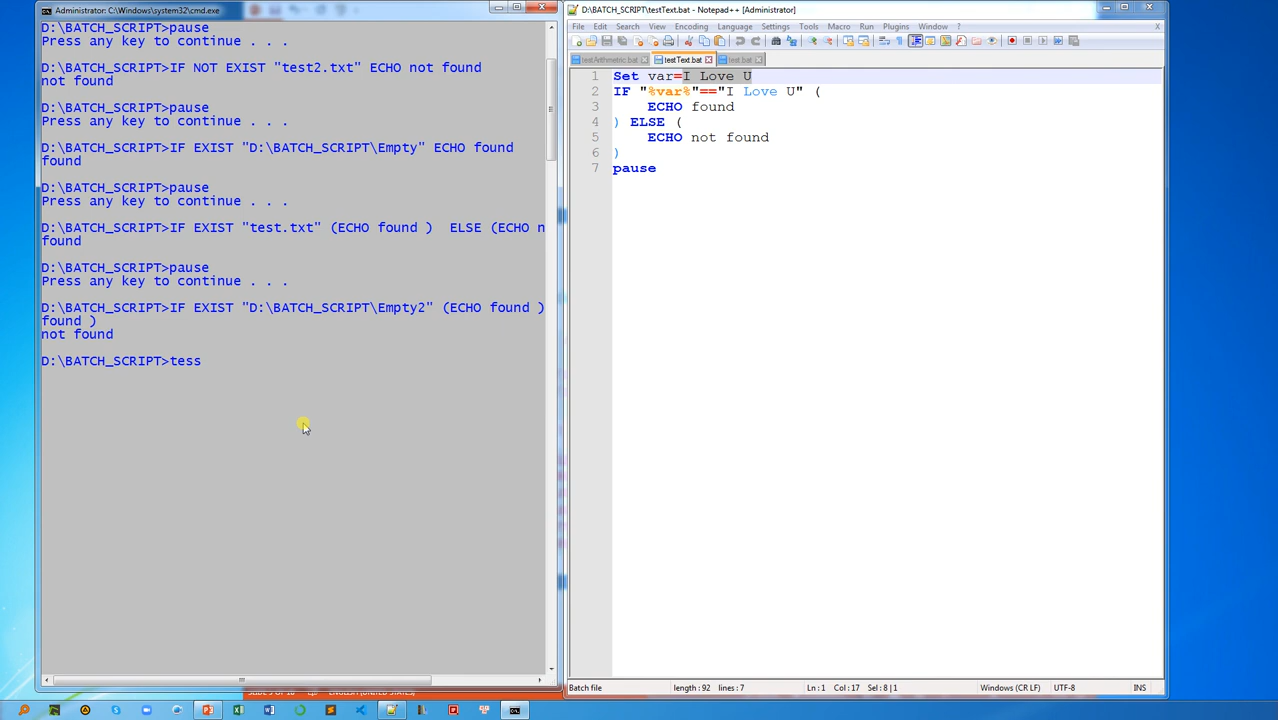 Administrator: C:\Windows\system32\cmd.exe
D:\BATCH_SCRIPT>pause
Press any key to continue . . .
D:\BATCH_SCRIPT>IF NOT EXIST "test2.txt" ECHO not found
not found
D:\BATCH_SCRIPT>pause
Press any key to continue . . .
D:\BATCH_SCRIPT>IF EXIST "D:\BATCH_SCRIPT\Empty" ECHO found
found
D:\BATCH_SCRIPT>pause
Press any key to continue . . .
D:\BATCH_SCRIPT>IF EXIST "test.txt" (ECHO found )  ELSE (ECHO n
found
D:\BATCH_SCRIPT>pause
Press any key to continue . . .
D:\BATCH_SCRIPT>IF EXIST "D:\BATCH_SCRIPT\Empty2" (ECHO found )
found )
not found
D:\BATCH_SCRIPT>tess
D:\BATCH_SCRIPT\testText.bat - Notepad++ [Administrator]
File Edit Search View Encoding Language Settings Tools Macro Run Plugins Window ? X
testArithmetric.bat testText.bat test.bat
1 Set var=I Love U
2 IF "%var%"=="I Love U" (
3 ECHO found
4 ) ELSE (
5 ECHO not found
6 )
7 pause
Batch file length : 92 lines : 7 Ln : 1 Col : 17 Sel : 8 | 1 Windows (CR LF) UTF-8 INS